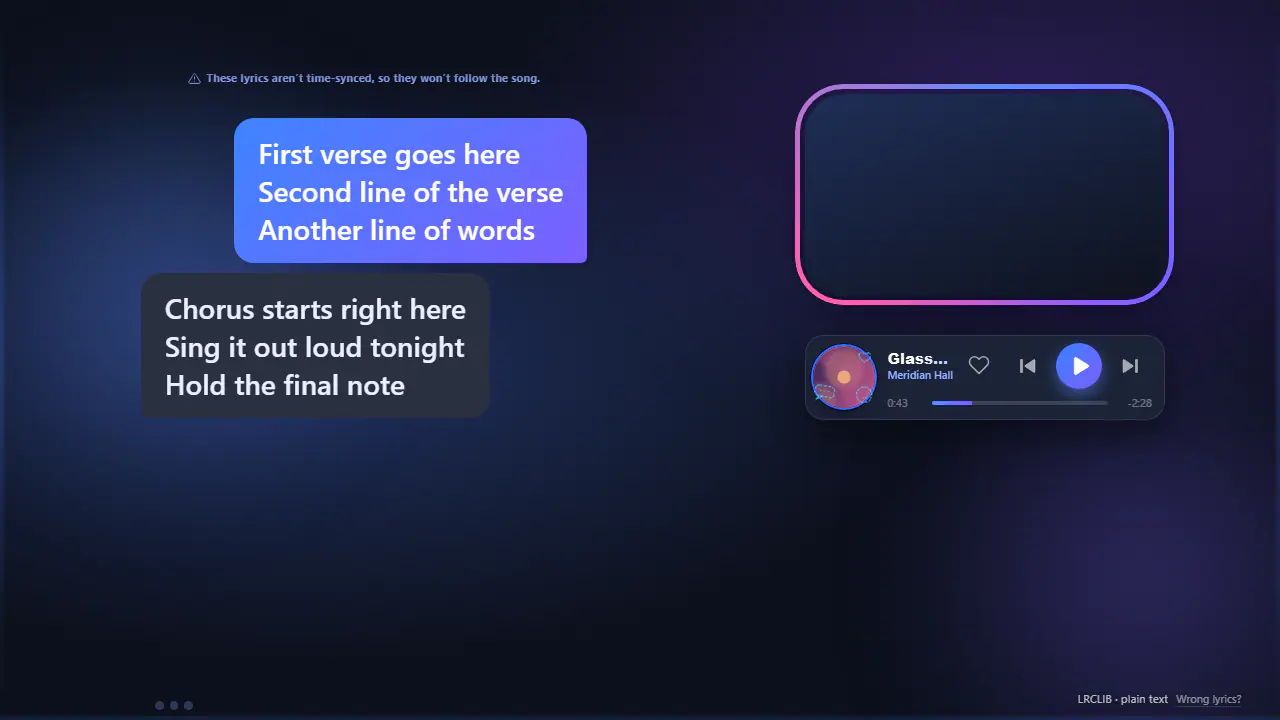 These lyrics aren't time-synced, so they won't follow the song.
First verse goes here
Second line of the verse
Another line of words
Chorus starts right here
Sing it out loud tonight
Hold the final note
Glass...
Meridian Hall
0:43
-2:28
LRCLIB · plain text Wrong lyrics?